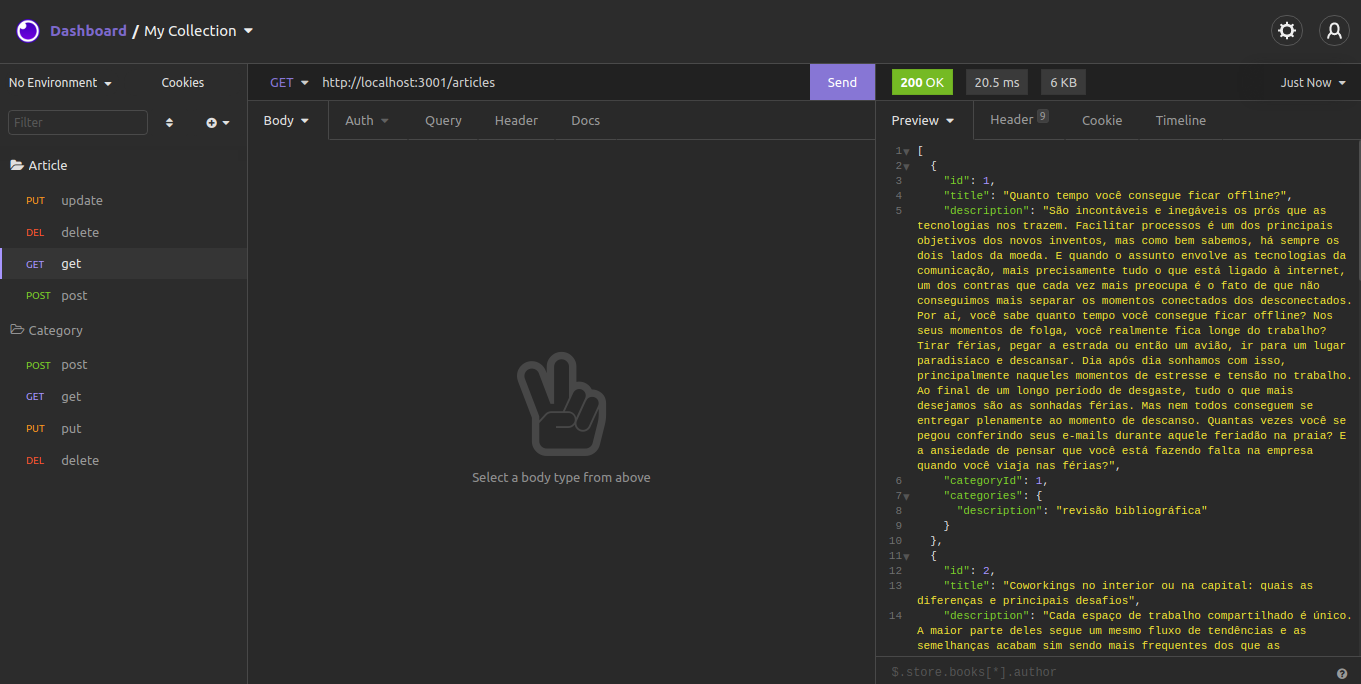 Dashboard / My Collection
No Environment Cookies
Filter
Article
PUT update
DEL delete
GET get
POST post
Category
POST post
GET get
PUT put
DEL delete
GET http://localhost:3001/articles Send
Body Auth Query Header Docs
Select a body type from above
200 OK 20.5 ms 6 KB Just Now
Preview Header 9 Cookie Timeline
1 [
2 {
3 "id": 1,
4 "title": "Quanto tempo você consegue ficar offline?",
5 "description": "São incontáveis e inegáveis os prós que as
tecnologias nos trazem. Facilitar processos é um dos principais
objetivos dos novos inventos, mas como bem sabemos, há sempre os
dois lados da moeda. E quando o assunto envolve as tecnologias da
comunicação, mais precisamente tudo o que está ligado à internet,
um dos contras que cada vez mais preocupa é o fato de que não
conseguimos mais separar os momentos conectados dos desconectados.
Por aí, você sabe quanto tempo você consegue ficar offline? Nos
seus momentos de folga, você realmente fica longe do trabalho?
Tirar férias, pegar a estrada ou então um avião, ir para um lugar
paradisíaco e descansar. Dia após dia sonhamos com isso,
principalmente naqueles momentos de estresse e tensão no trabalho.
Ao final de um longo período de desgaste, tudo o que mais
desejamos são as sonhadas férias. Mas nem todos conseguem se
entregar plenamente ao momento de descanso. Quantas vezes você se
pegou conferindo seus e-mails durante aquele feriadão na praia? E
a ansiedade de pensar que você está fazendo falta na empresa
quando você viaja nas férias?",
6 "categoryId": 1,
7 "categories": {
8 "description": "revisão bibliográfica"
9 }
10 },
11 {
12 "id": 2,
13 "title": "Coworkings no interior ou na capital: quais as
diferenças e principais desafios",
14 "description": "Cada espaço de trabalho compartilhado é único.
A maior parte deles segue um mesmo fluxo de tendências e as
semelhanças acabam sim sendo mais frequentes dos que as
$.store.books[*].author